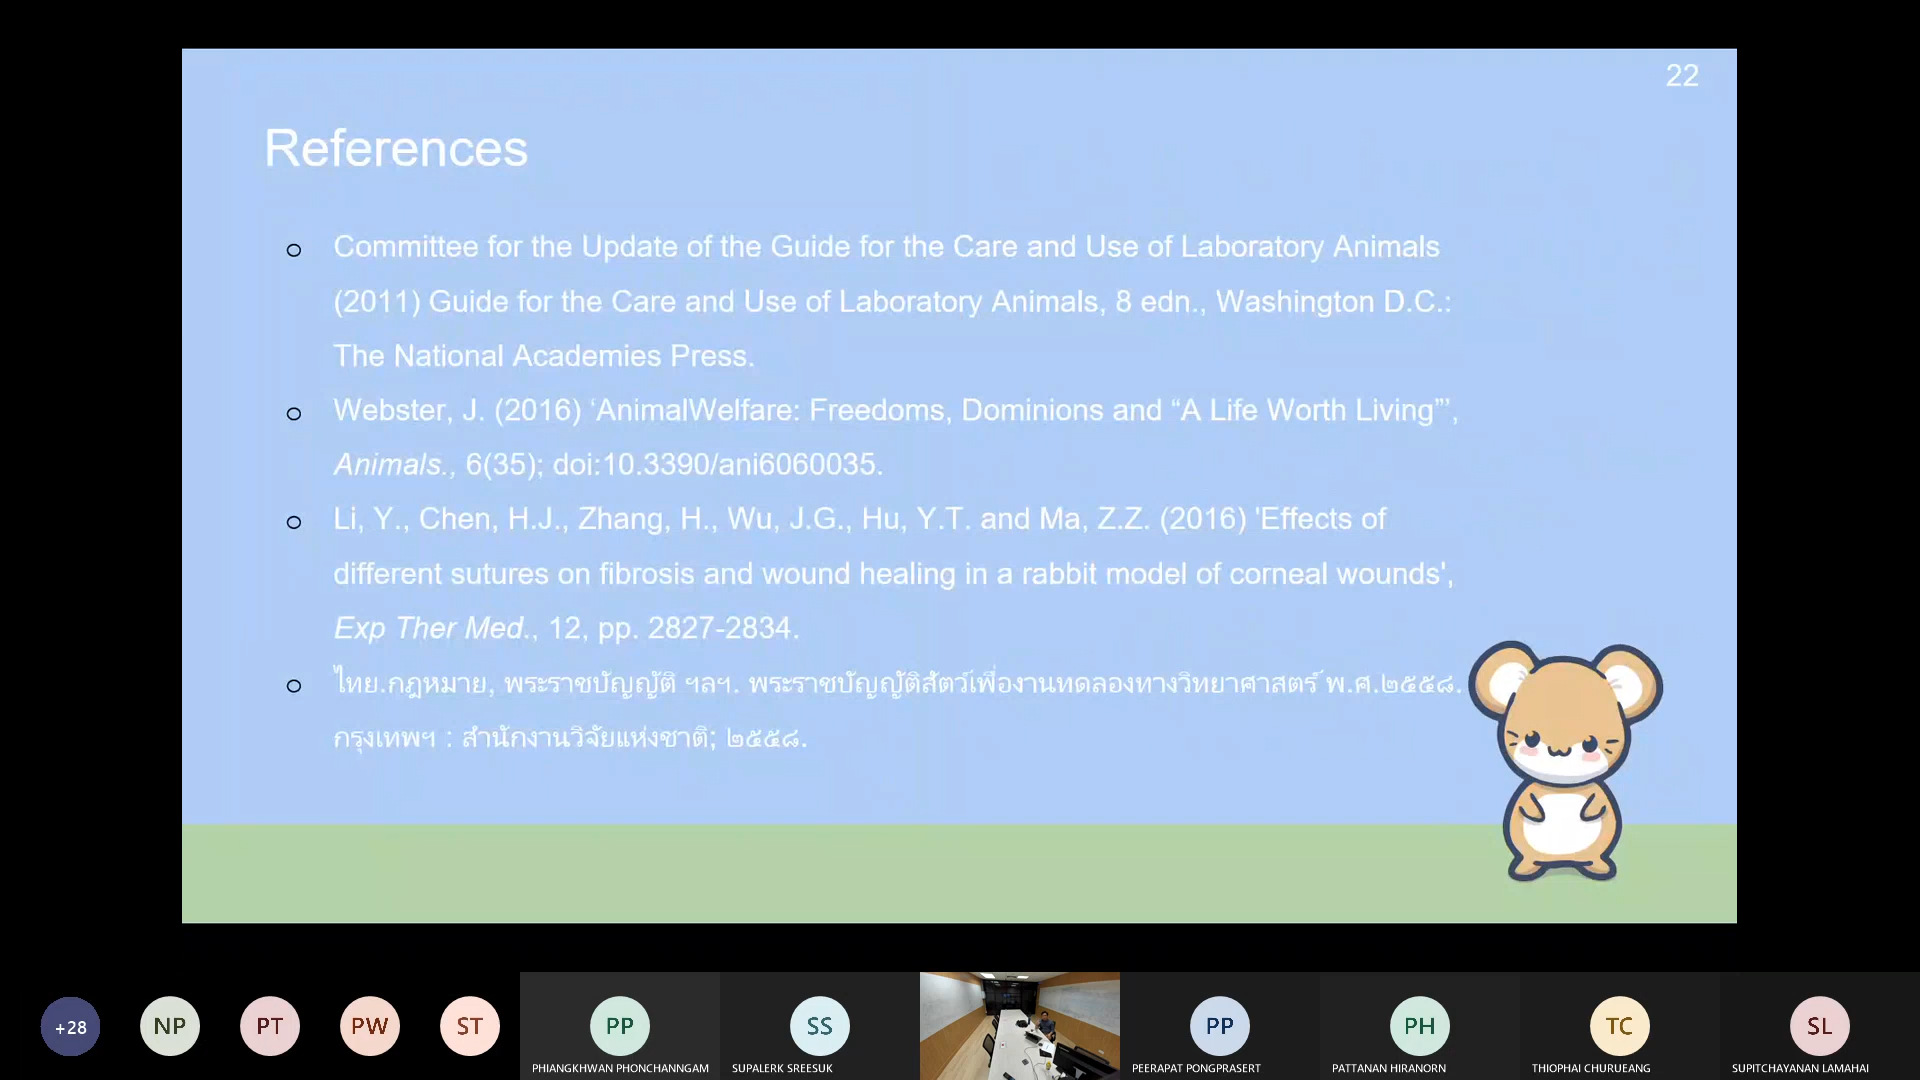 22
References
Committee for the Update of the Guide for the Care and Use of Laboratory Animals
(2011) Guide for the Care and Use of Laboratory Animals, 8 edn., Washington D.C.:
The National Academies Press.
Webster, J. (2016) ‘AnimalWelfare: Freedoms, Dominions and “A Life Worth Living”’,
Animals., 6(35); doi:10.3390/ani6060035.
Li, Y., Chen, H.J., Zhang, H., Wu, J.G., Hu, Y.T. and Ma, Z.Z. (2016) 'Effects of
different sutures on fibrosis and wound healing in a rabbit model of corneal wounds',
Exp Ther Med., 12, pp. 2827-2834.
ไทย.กฎหมาย, พระราชบัญญัติ ฯลฯ. พระราชบัญญัติสัตว์เพื่องานทดลองทางวิทยาศาสตร์ พ.ศ.๒๕๕๘.
กรุงเทพฯ : สำนักงานวิจัยแห่งชาติ; ๒๕๕๘.
+28 NP PT PW ST PP SS PP PH TC SL
PHIANGKHWAN PHONCHANNGAM SUPALERK SREESUK PEERAPAT PONGPRASERT PATTANAN HIRANORN THIOPHAI CHURUEANG SUPITCHAYANAN LAMAHAI